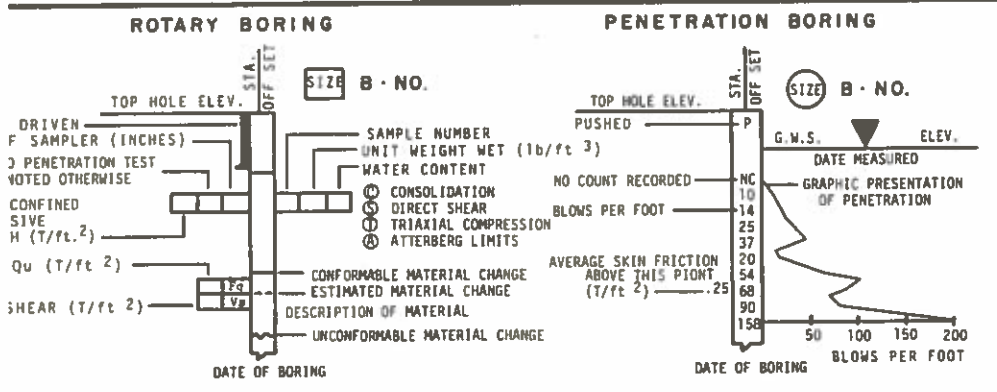 ROTARY BORING
STA.
OFF SET
SIZE B·NO.
TOP HOLE ELEV.
DRIVEN
F SAMPLER (INCHES)
PENETRATION TEST
NOTED OTHERWISE
CONFINED
SIVE
H (T/ft.2)
Qu (T/ft 2)
SHEAR (T/ft 2)
SAMPLE NUMBER
UNIT WEIGHT WET (lb/ft 3)
WATER CONTENT
C CONSOLIDATION
S DIRECT SHEAR
T TRIAXIAL COMPRESSION
A ATTERBERG LIMITS
CONFORMABLE MATERIAL CHANGE
ESTIMATED MATERIAL CHANGE
DESCRIPTION OF MATERIAL
UNCONFORMABLE MATERIAL CHANGE
DATE OF BORING
PENETRATION BORING
STA.
OFF SET
SIZE B·NO.
TOP HOLE ELEV.
PUSHED P
G.W.S. ELEV.
DATE MEASURED
NO COUNT RECORDED NC
GRAPHIC PRESENTATION
OF PENETRATION
10
BLOWS PER FOOT 14
25
37
20
AVERAGE SKIN FRICTION
ABOVE THIS PIONT
(T/ft 2) .25
54
68
90
158
50 100 150 200
BLOWS PER FOOT
DATE OF BORING